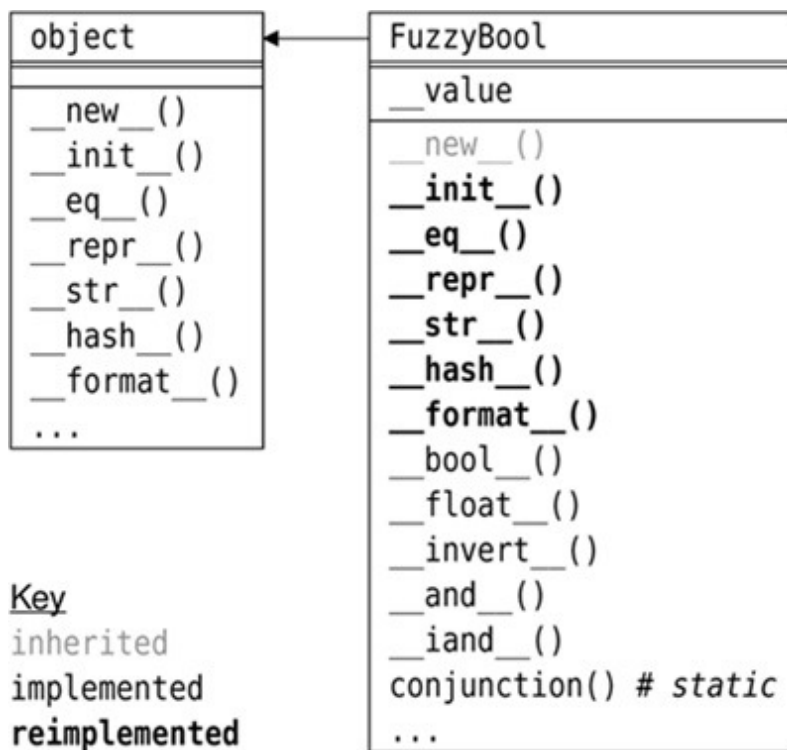 object
__new__()
__init__()
__eq__()
__repr__()
__str__()
__hash__()
__format__()
...
FuzzyBool
__value
__new__()
__init__()
__eq__()
__repr__()
__str__()
__hash__()
__format__()
__bool__()
__float__()
__invert__()
__and__()
__iand__()
conjunction() # static
...
Key
inherited
implemented
reimplemented